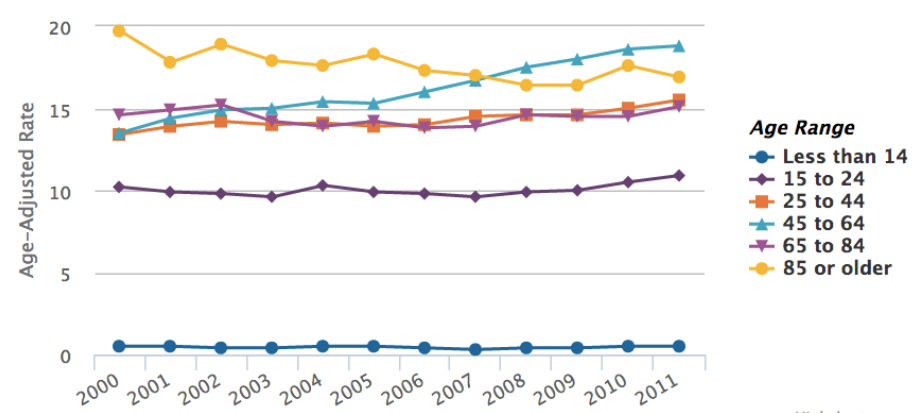 20
15
10
5
0
Age-Adjusted Rate
2000 2001 2002 2003 2004 2005 2006 2007 2008 2009 2010 2011
Age Range
Less than 14
15 to 24
25 to 44
45 to 64
65 to 84
85 or older